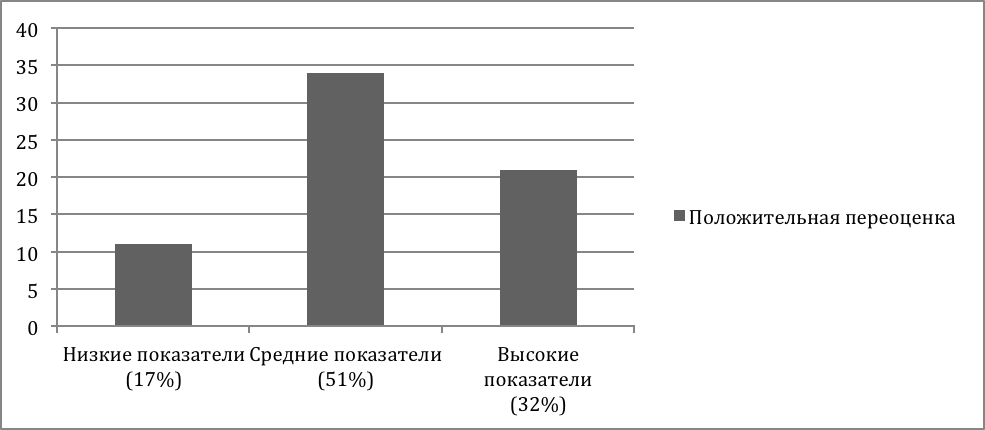 40
35
30
25
20
15
10
5
0
Низкие показатели
(17%)
Средние показатели
(51%)
Высокие
показатели
(32%)
Положительная переоценка